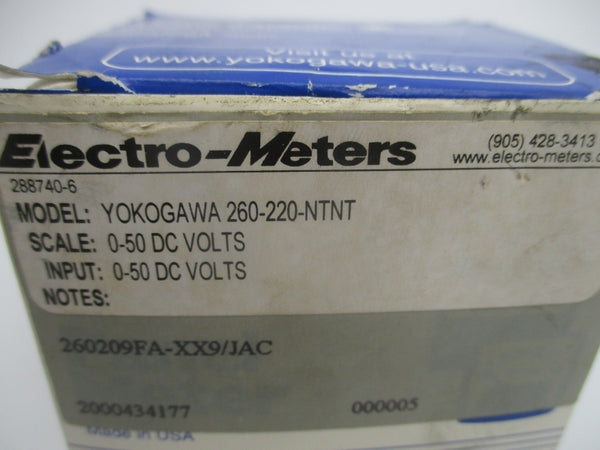 Visit us at
www.yokogawa-usa.com
Electro-Meters
(905) 428-3413
www.electro-meters.c
288740-6
MODEL: YOKOGAWA 260-220-NTNT
SCALE: 0-50 DC VOLTS
INPUT: 0-50 DC VOLTS
NOTES:
260209FA-XX9/JAC
2000434177 000005
Made in USA